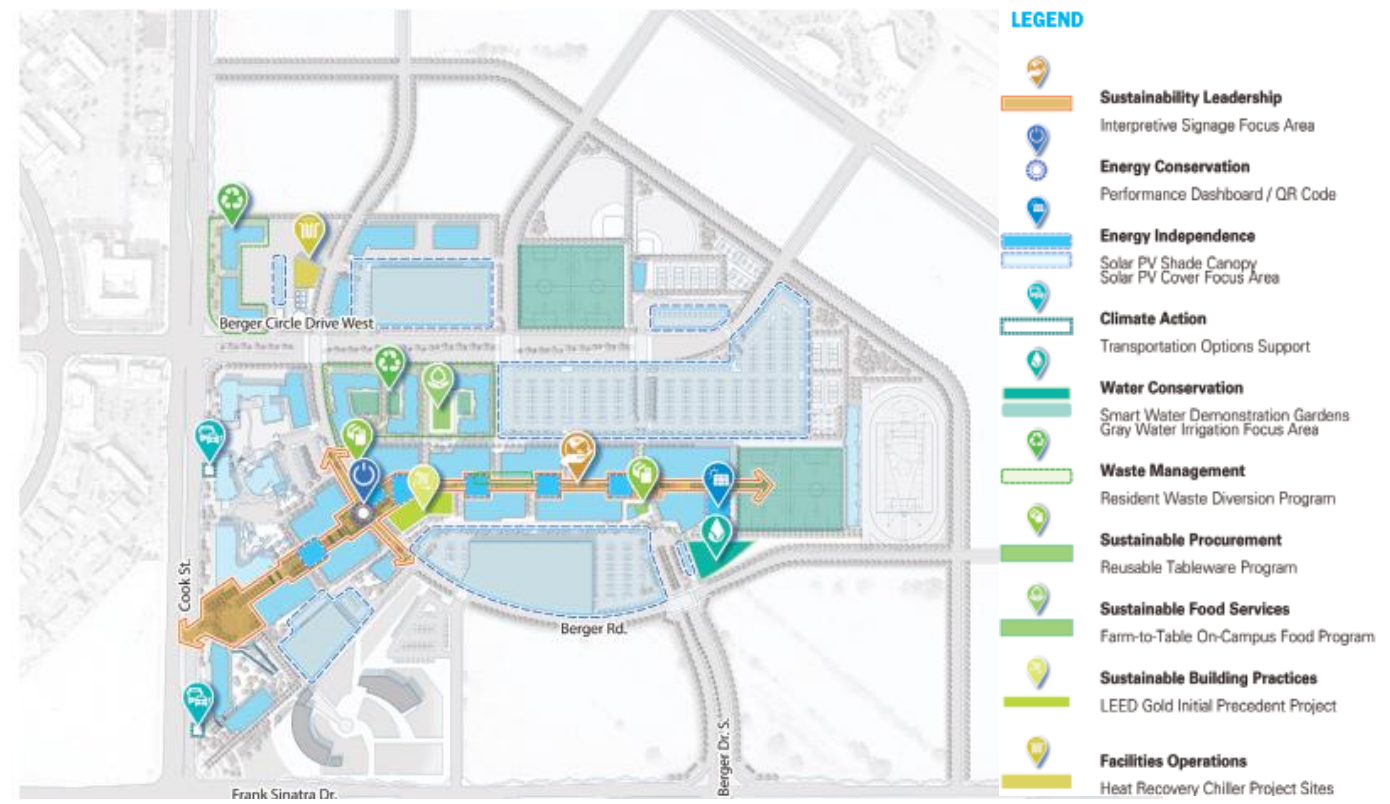 LEGEND
Sustainability Leadership
Interpretive Signage Focus Area
Energy Conservation
Performance Dashboard / QR Code
Energy Independence
Solar PV Shade Canopy
Solar PV Cover Focus Area
Climate Action
Transportation Options Support
Water Conservation
Smart Water Demonstration Gardens
Gray Water Irrigation Focus Area
Waste Management
Resident Waste Diversion Program
Sustainable Procurement
Reusable Tableware Program
Sustainable Food Services
Farm-to-Table On-Campus Food Program
Sustainable Building Practices
LEED Gold Initial Precedent Project
Facilities Operations
Heat Recovery Chiller Project Sites
Berger Circle Drive West
Cook St.
Berger Rd.
Berger Dr. S.
Frank Sinatra Dr.